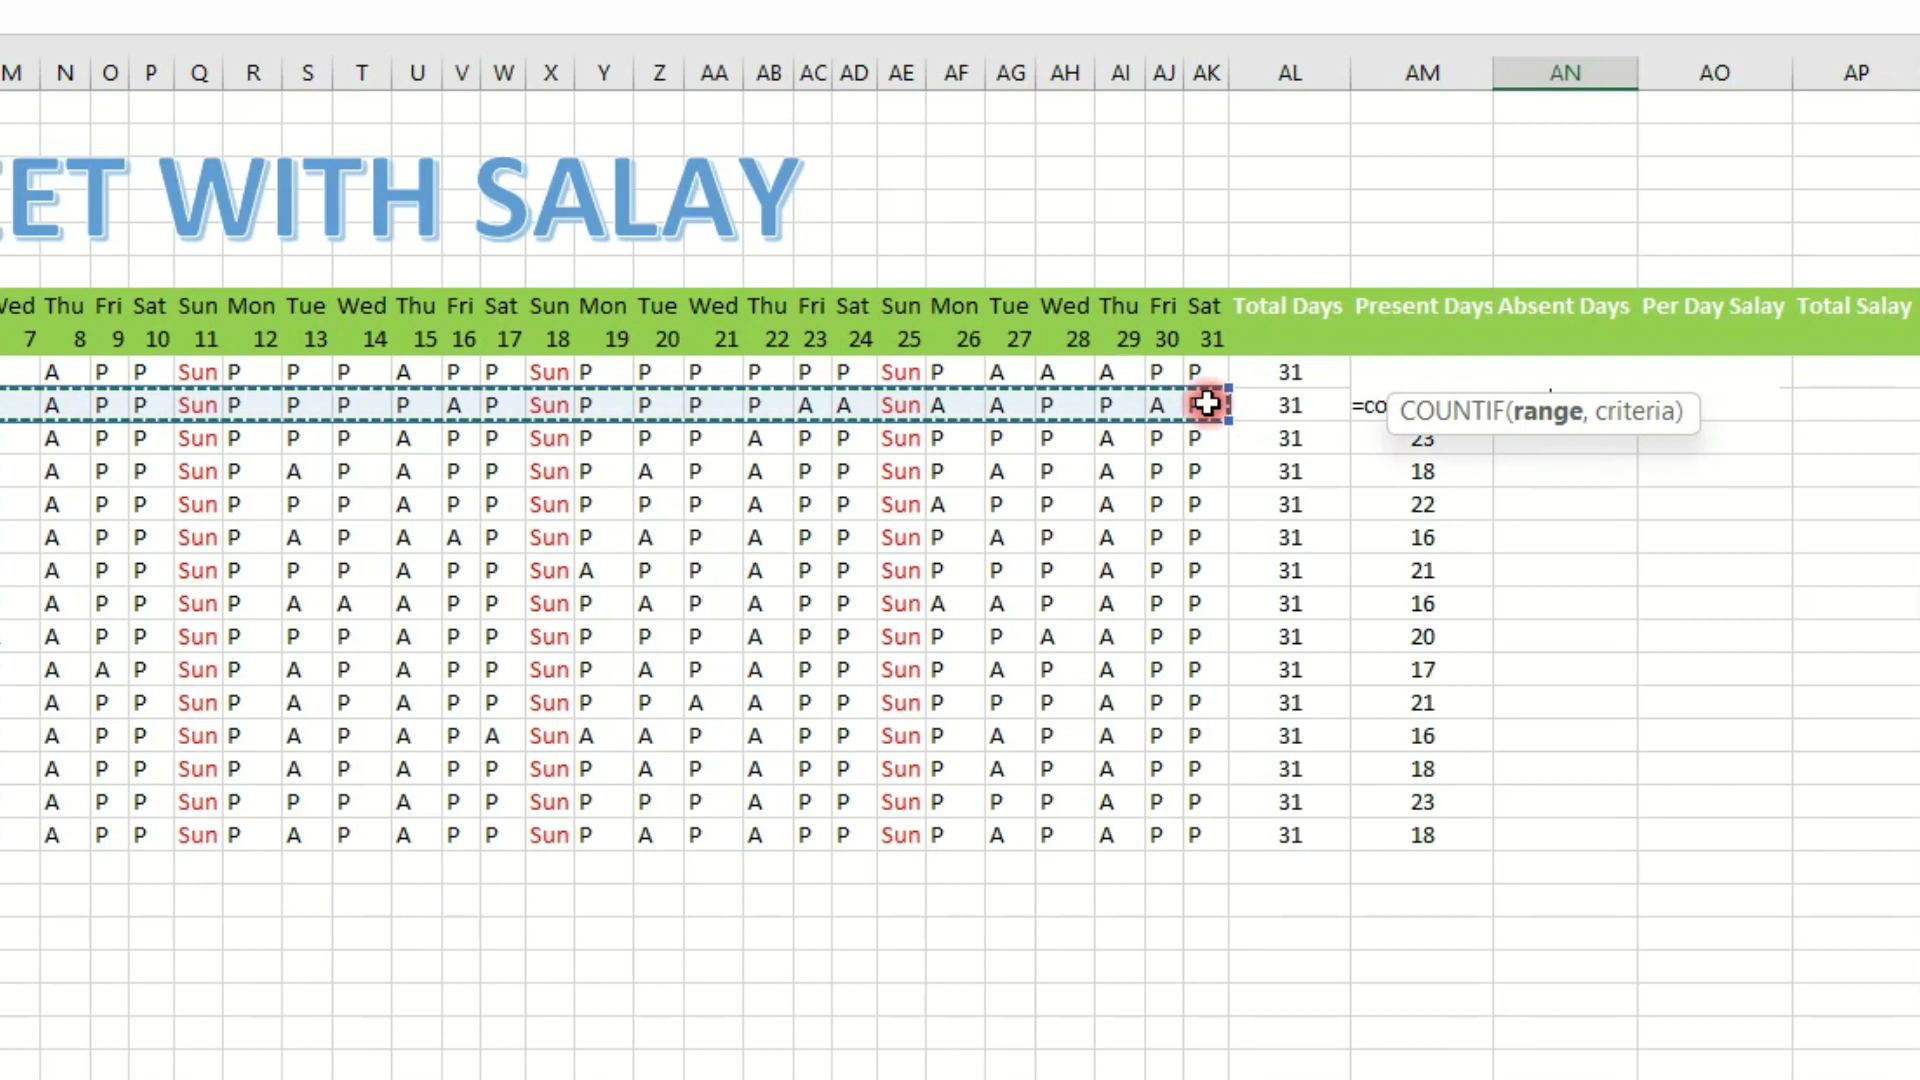 M N O P Q R S T U V W X Y Z AA AB AC AD AE AF AG AH AI AJ AK AL AM AN AO AP
EET WITH SALAY
Wed Thu Fri Sat Sun Mon Tue Wed Thu Fri Sat Sun Mon Tue Wed Thu Fri Sat Sun Mon Tue Wed Thu Fri Sat Total Days Present Days Absent Days Per Day Salay Total Salay
7 8 9 10 11 12 13 14 15 16 17 18 19 20 21 22 23 24 25 26 27 28 29 30 31
A P P Sun P P P A P P Sun P P P P P P Sun P A A A P P 31
A P P Sun P P P P A P Sun P P P P A A Sun A A P P A P 31 =co COUNTIF(range, criteria)
A P P Sun P P P A P P Sun P P P A P P Sun P P P A P P 31 23
A P P Sun P A P A P P Sun P A P A P P Sun P A P A P P 31 18
A P P Sun P P P A P P Sun P P P A P P Sun A P P A P P 31 22
A P P Sun P A P A A P Sun P A P A P P Sun P A P A P P 31 16
A P P Sun P P P A P P Sun A P P A P P Sun P P P A P P 31 21
A P P Sun P A A A P P Sun P A P A P P Sun A A P A P P 31 16
A P P Sun P P P A P P Sun P P P A P P Sun P P A A P P 31 20
A A P Sun P A P A P P Sun P A P A P P Sun P A P A P P 31 17
A P P Sun P A P A P P Sun P P A A P P Sun P P P A P P 31 21
A P P Sun P A P A P A Sun A A P A P P Sun P A P A P P 31 16
A P P Sun P A P A P P Sun P A P A P P Sun P A P A P P 31 18
A P P Sun P P P A P P Sun P P P A P P Sun P P P A P P 31 23
A P P Sun P A P A P P Sun P A P A P P Sun P A P A P P 31 18